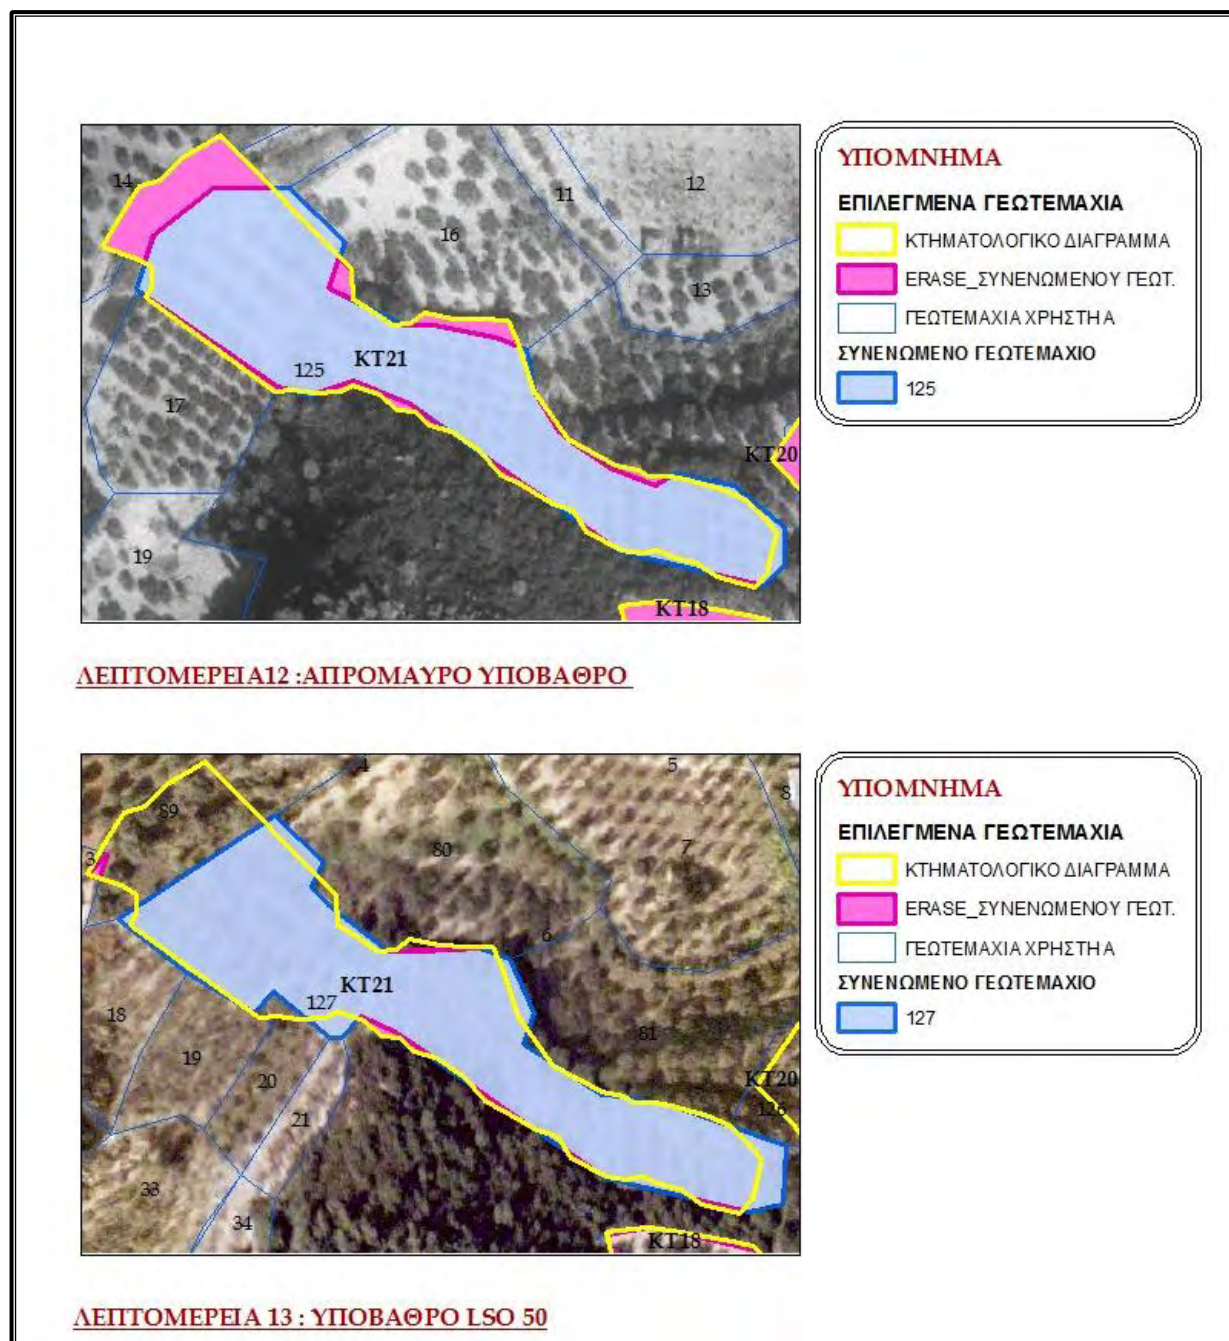 14
11
12
16
13
125
KT21
17
KT20
19
KT18
ΥΠΟΜΝΗΜΑ
ΕΠΙΛΕΓΜΕΝΑ ΓΕΩΤΕΜΑΧΙΑ
ΚΤΗΜΑΤΟΛΟΓΙΚΟ ΔΙΑΓΡΑΜΜΑ
ERASE_ΣΥΝΕΝΩΜΕΝΟΥ ΓΕΩΤ.
ΓΕΩΤΕΜΑΧΙΑ ΧΡΗΣΤΗ Α
ΣΥΝΕΝΩΜΕΝΟ ΓΕΩΤΕΜΑΧΙΟ
125
ΛΕΠΤΟΜΕΡΕΙΑ12 :ΑΠΡΟΜΑΥΡΟ ΥΠΟΒΑΘΡΟ
4
5
8
89
3
80
7
6
KT21
127
18
81
19
20
KT20
126
21
33
34
KT18
ΥΠΟΜΝΗΜΑ
ΕΠΙΛΕΓΜΕΝΑ ΓΕΩΤΕΜΑΧΙΑ
ΚΤΗΜΑΤΟΛΟΓΙΚΟ ΔΙΑΓΡΑΜΜΑ
ERASE_ΣΥΝΕΝΩΜΕΝΟΥ ΓΕΩΤ.
ΓΕΩΤΕΜΑΧΙΑ ΧΡΗΣΤΗ Α
ΣΥΝΕΝΩΜΕΝΟ ΓΕΩΤΕΜΑΧΙΟ
127
ΛΕΠΤΟΜΕΡΕΙΑ 13 : ΥΠΟΒΑΘΡΟ LSO 50